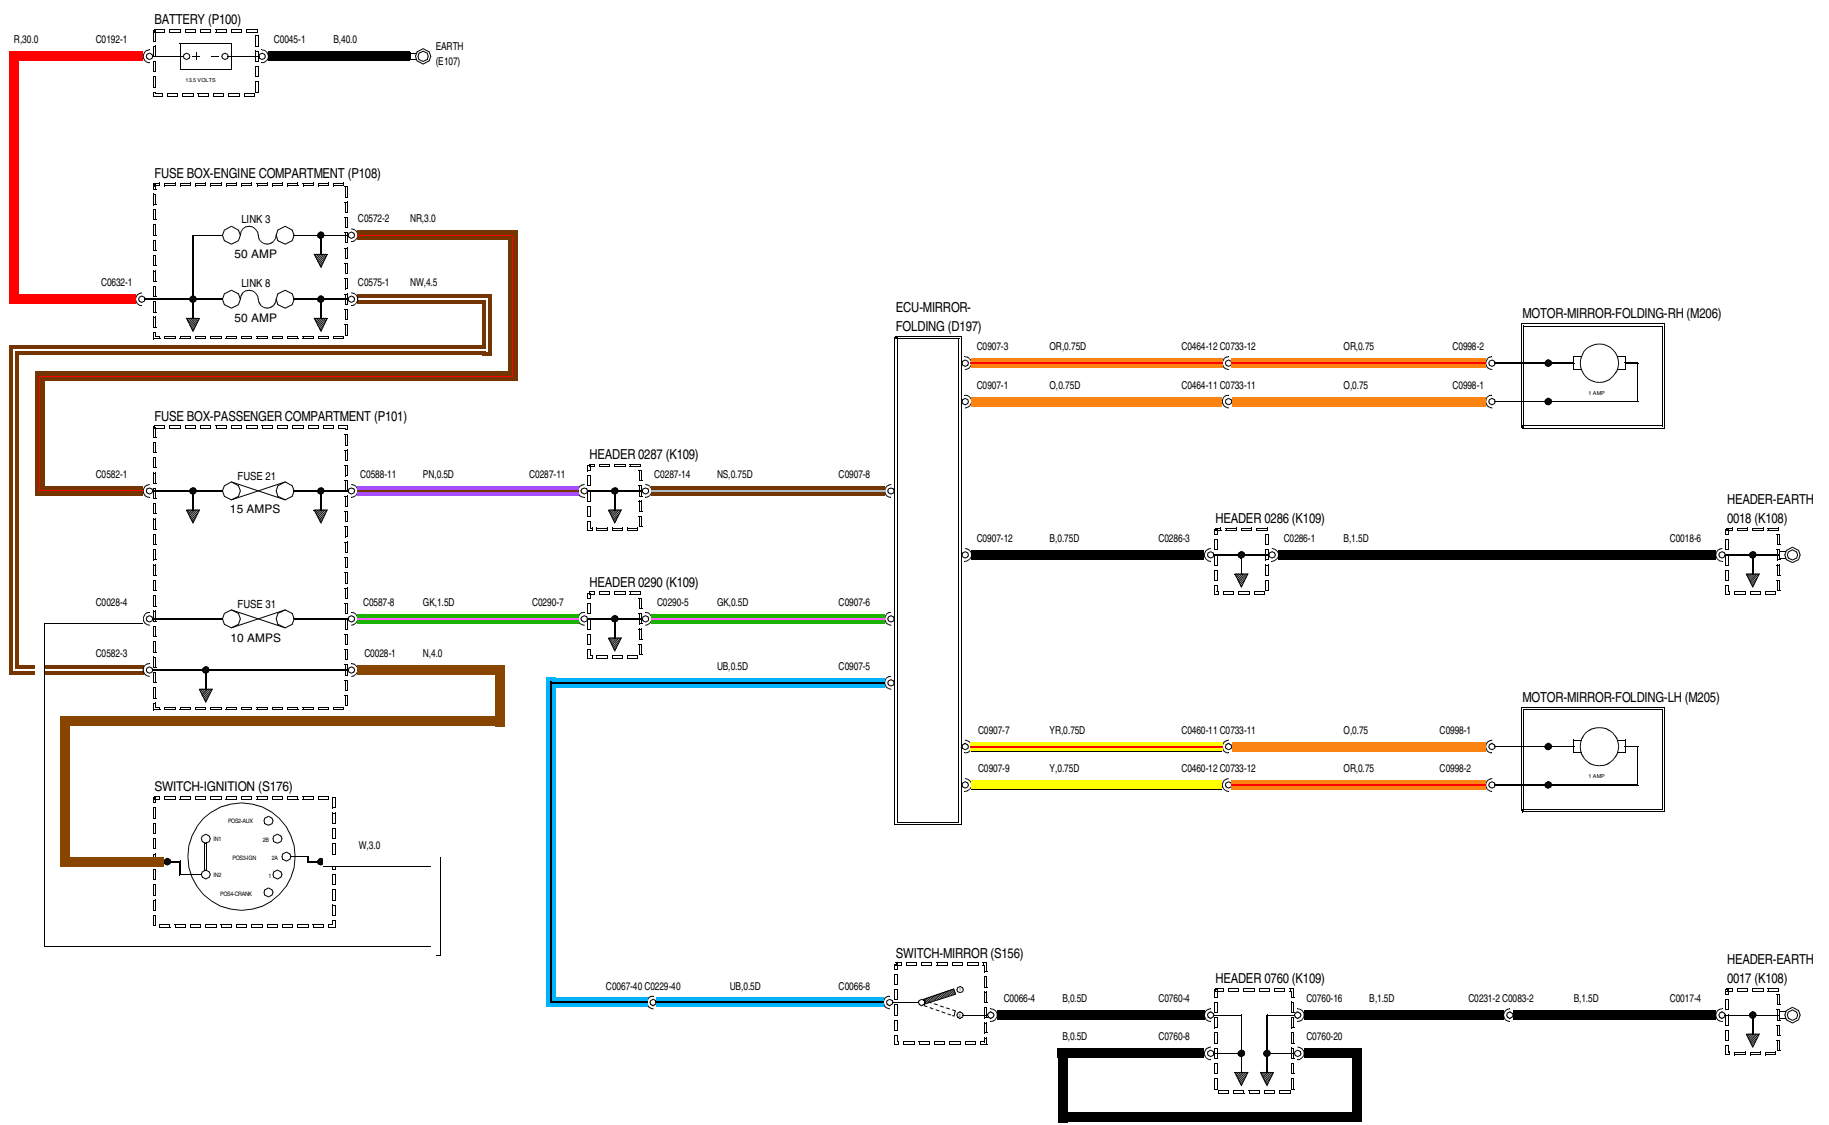 BATTERY (P100)
R,30.0
C0192-1
C0045-1
B,40.0
EARTH
(E107)
+ −
13.5 VOLTS
FUSE BOX-ENGINE COMPARTMENT (P108)
LINK 3
50 AMP
C0572-2
NR,3.0
C0632-1
LINK 8
50 AMP
C0575-1
NW,4.5
ECU-MIRROR-
FOLDING (D197)
MOTOR-MIRROR-FOLDING-RH (M206)
C0907-3
OR,0.75D
C0464-12 C0733-12
OR,0.75
C0998-2
C0907-1
O,0.75D
C0464-11 C0733-11
O,0.75
C0998-1
1 AMP
FUSE BOX-PASSENGER COMPARTMENT (P101)
C0582-1
FUSE 21
15 AMPS
C0588-11
PN,0.5D
C0287-11
HEADER 0287 (K109)
C0287-14
NS,0.75D
C0907-8
HEADER-EARTH
0018 (K108)
HEADER 0286 (K109)
C0907-12
B,0.75D
C0286-3
C0286-1
B,1.5D
C0018-6
C0028-4
FUSE 31
10 AMPS
C0587-8
GK,1.5D
C0290-7
HEADER 0290 (K109)
C0290-5
GK,0.5D
C0907-6
C0582-3
C0028-1
N,4.0
UB,0.5D
C0907-5
MOTOR-MIRROR-FOLDING-LH (M205)
C0907-7
YR,0.75D
C0460-11 C0733-11
O,0.75
C0998-1
C0907-9
Y,0.75D
C0460-12 C0733-12
OR,0.75
C0998-2
1 AMP
SWITCH-IGNITION (S176)
POS2-AUX
IN1
2B
POS3-IGN
2A
IN2
1
POS4-CRANK
W,3.0
SWITCH-MIRROR (S156)
C0067-40 C0229-40
UB,0.5D
C0066-8
C0066-4
B,0.5D
C0760-4
HEADER 0760 (K109)
C0760-16
B,1.5D
C0231-2 C0083-2
B,1.5D
C0017-4
HEADER-EARTH
0017 (K108)
B,0.5D
C0760-8
C0760-20